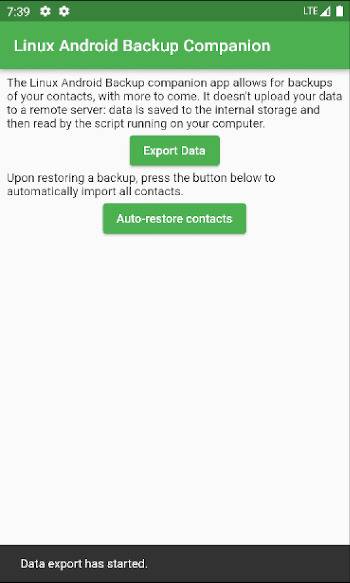 7:39 LTE
Linux Android Backup Companion
The Linux Android Backup companion app allows for backups
of your contacts, with more to come. It doesn't upload your data
to a remote server: data is saved to the internal storage and
then read by the script running on your computer.
Export Data
Upon restoring a backup, press the button below to
automatically import all contacts.
Auto-restore contacts
Data export has started.